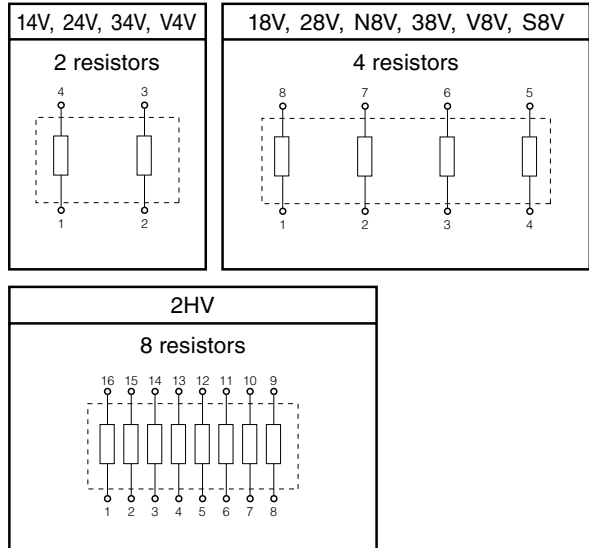 14V, 24V, 34V, V4V
2 resistors
4 3
1 2
18V, 28V, N8V, 38V, V8V, S8V
4 resistors
8 7 6 5
1 2 3 4
2HV
8 resistors
16 15 14 13 12 11 10 9
1 2 3 4 5 6 7 8